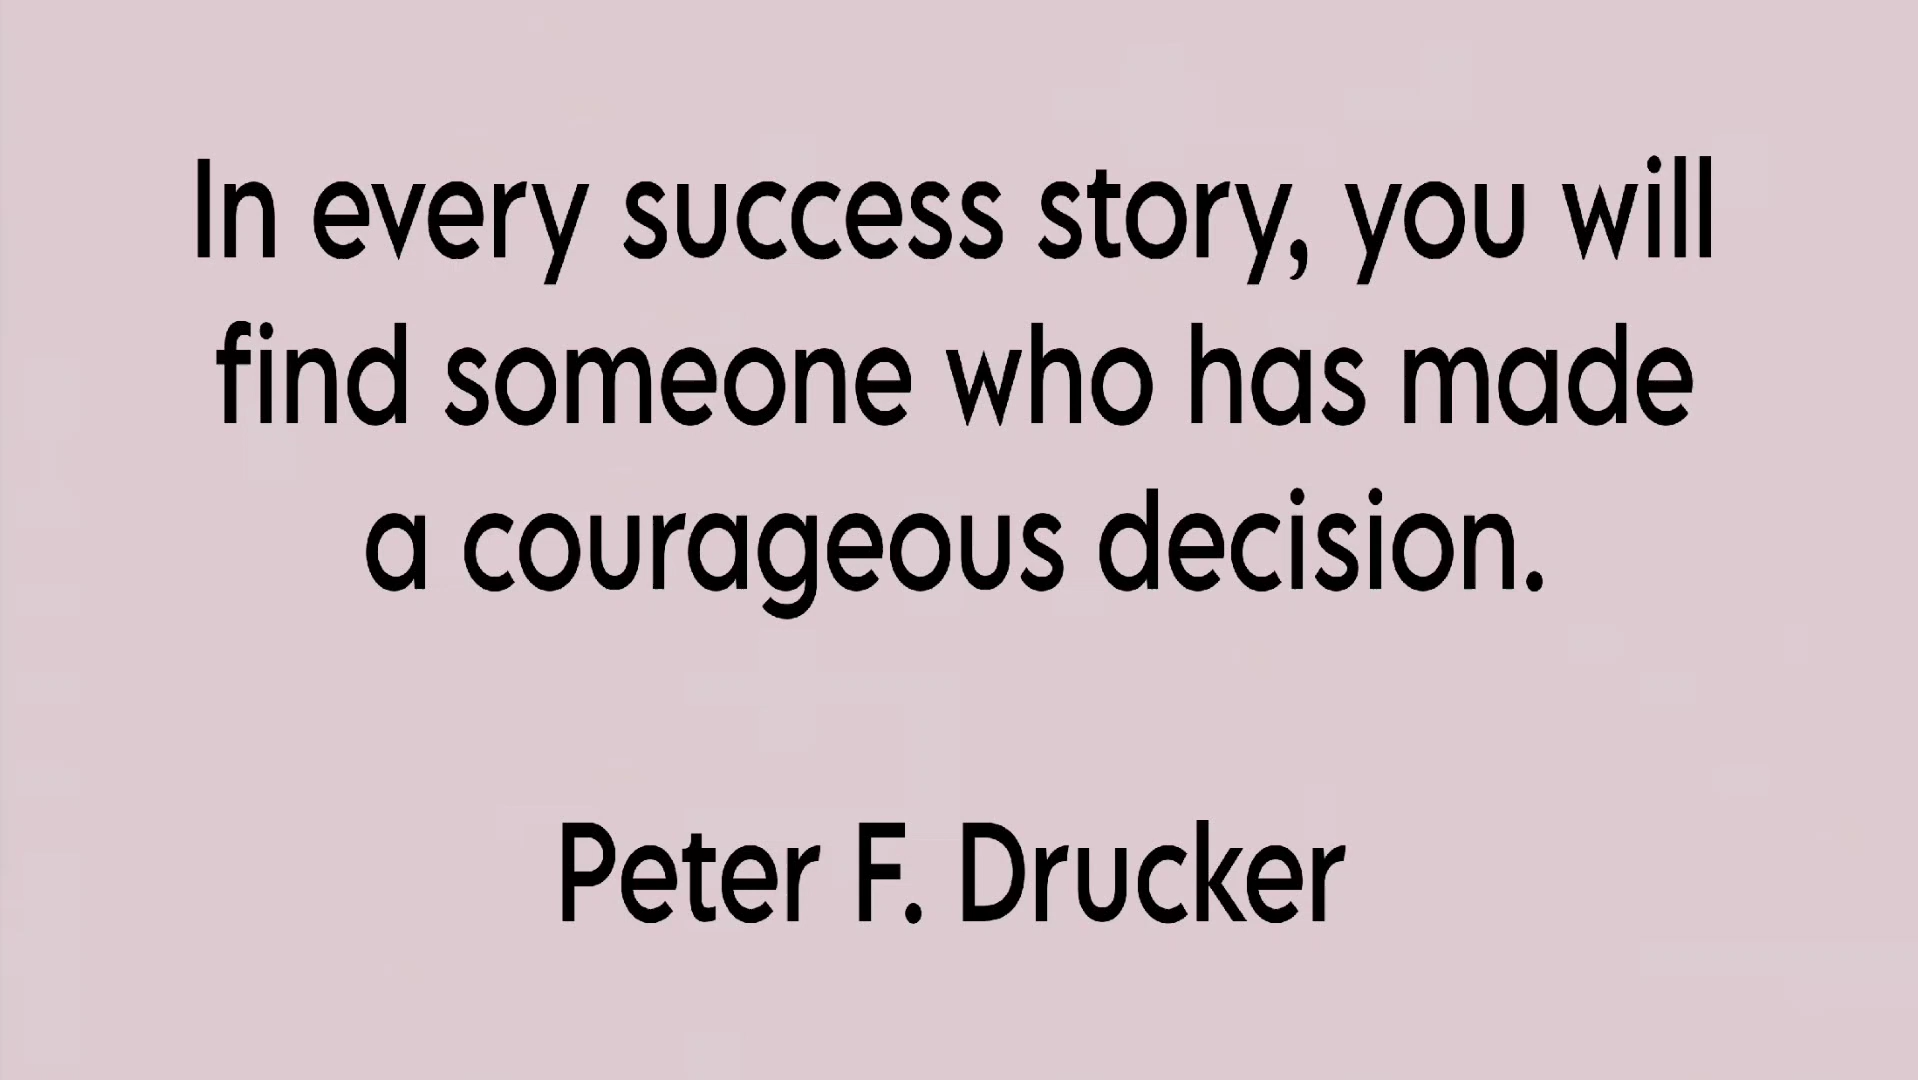 In every success story, you will
find someone who has made
a courageous decision.
Peter F. Drucker